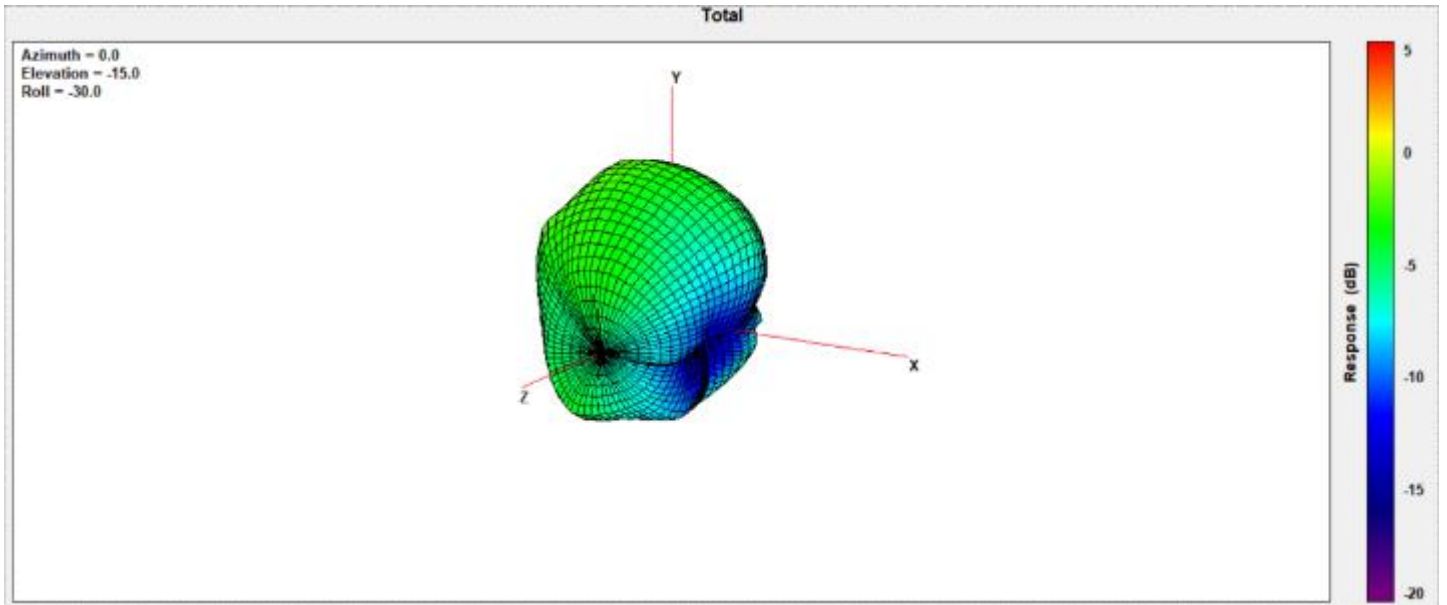 Total
Azimuth = 0.0
Elevation = -15.0
Roll = -30.0
Y
X
Z
5
0
-5
-10
-15
-20
Response (dB)